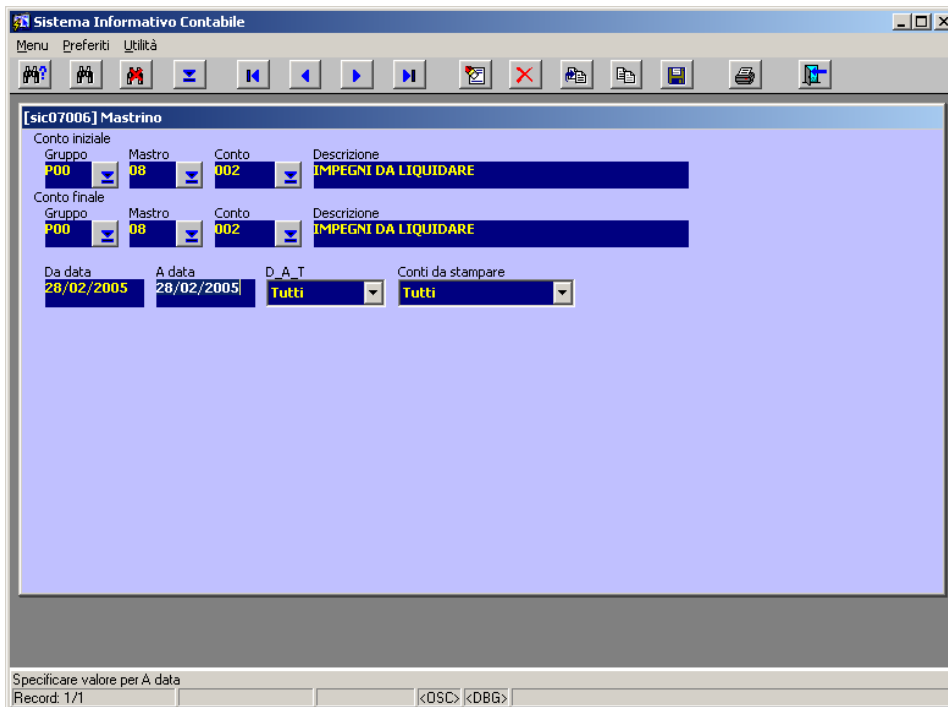 Sistema Informativo Contabile
Menu Preferiti Utilità
[sic07006] Mastrino
Conto iniziale
Gruppo Mastro Conto Descrizione
P00 08 002 IMPEGNI DA LIQUIDARE
Conto finale
Gruppo Mastro Conto Descrizione
P00 08 002 IMPEGNI DA LIQUIDARE
Da data A data D_A_T Conti da stampare
28/02/2005 28/02/2005 Tutti Tutti
Specificare valore per A data
Record: 1/1 <OSC> <DBG>